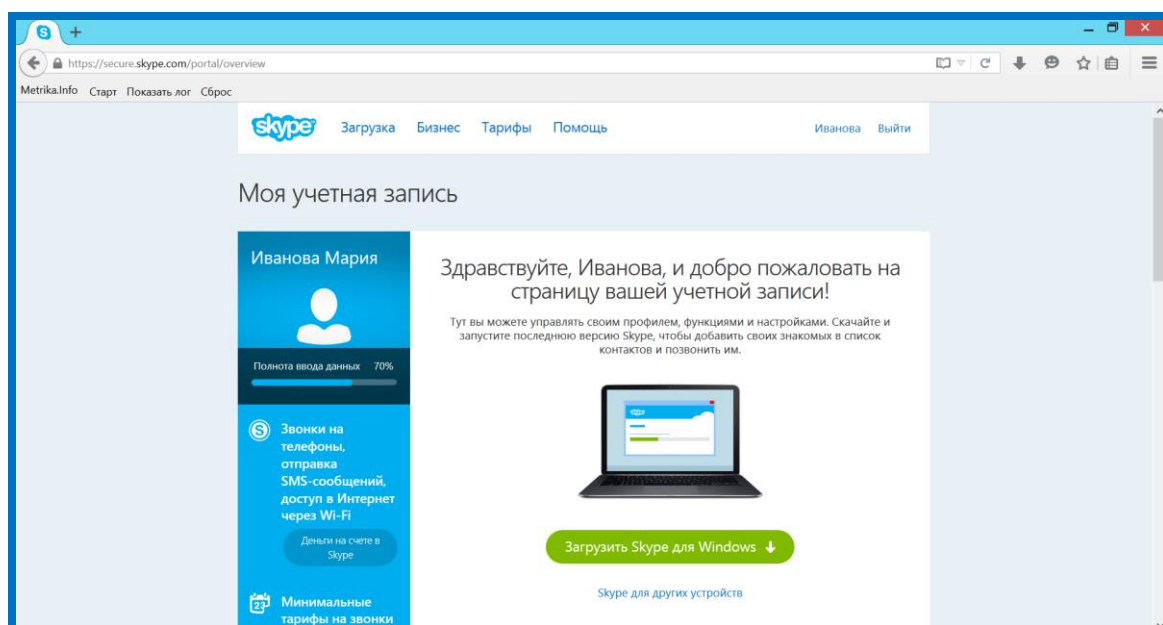 https://secure.skype.com/portal/overview
Metrika.Info Старт Показать лог Сброс
skype Загрузка Бизнес Тарифы Помощь Иванова Выйти
Моя учетная запись
Иванова Мария
Полнота ввода данных 70%
Звонки на
телефоны,
отправка
SMS-сообщений,
доступ в Интернет
через Wi-Fi
Деньги на счете в
Skype
23
Минимальные
тарифы на звонки
Здравствуйте, Иванова, и добро пожаловать на
страницу вашей учетной записи!
Тут вы можете управлять своим профилем, функциями и настройками. Скачайте и
запустите последнюю версию Skype, чтобы добавить своих знакомых в список
контактов и позвонить им.
skype
Загрузить Skype для Windows
Skype для других устройств